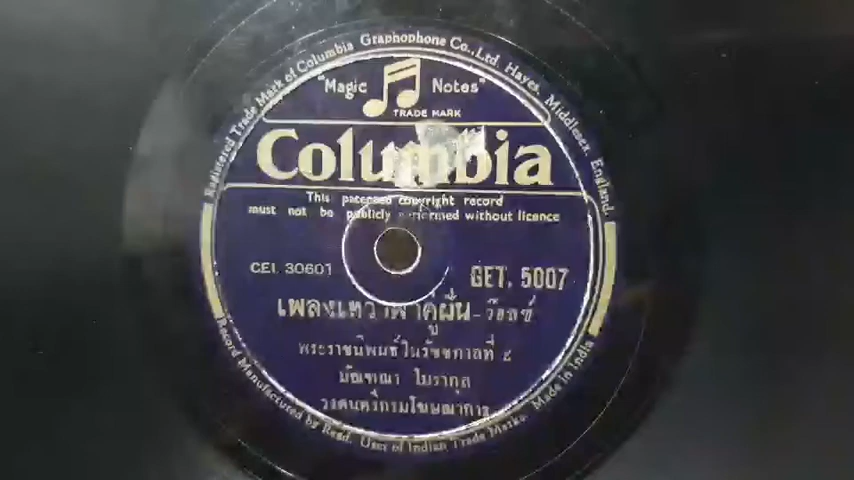 Registered Trade Mark of Columbia Graphophone Co., Ltd. Hayes, Middlesex, England.
"Magic Notes"
TRADE MARK
Columbia
This patented copyright record
must not be publicly performed without licence
CEI. 30601
GET. 5007
เพลงเทวาพาคู่ฝัน - ว๊อลซ์
พระราชนิพนธ์ในรัชชกาลที่ ๙
มัณฑนา โมรากุล
วงดนตรีกรมโฆษณาการ
Record Manufactured by Regd. User of Indian Trade Marks. Made in India